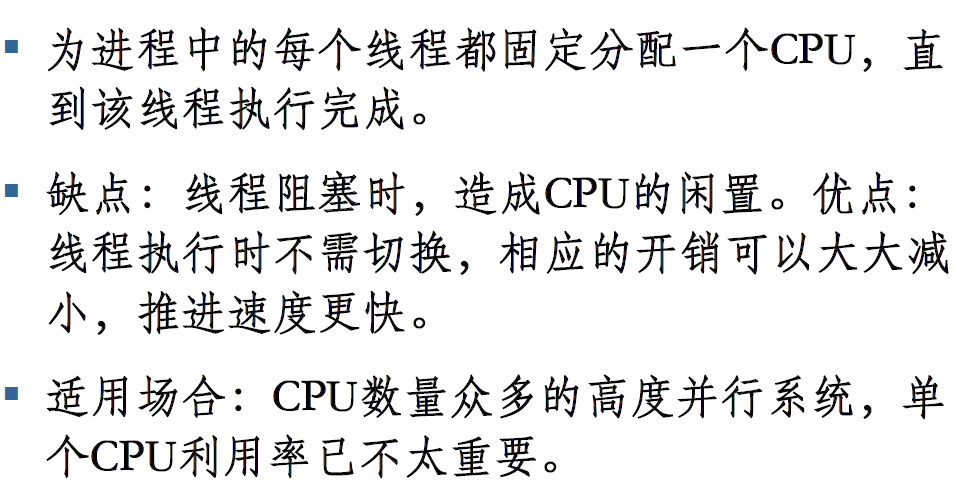 为进程中的每个线程都固定分配一个CPU，直
到该线程执行完成。
缺点：线程阻塞时，造成CPU的闲置。优点：
线程执行时不需切换，相应的开销可以大大减
小，推进速度更快。
适用场合：CPU数量众多的高度并行系统，单
个CPU利用率已不太重要。